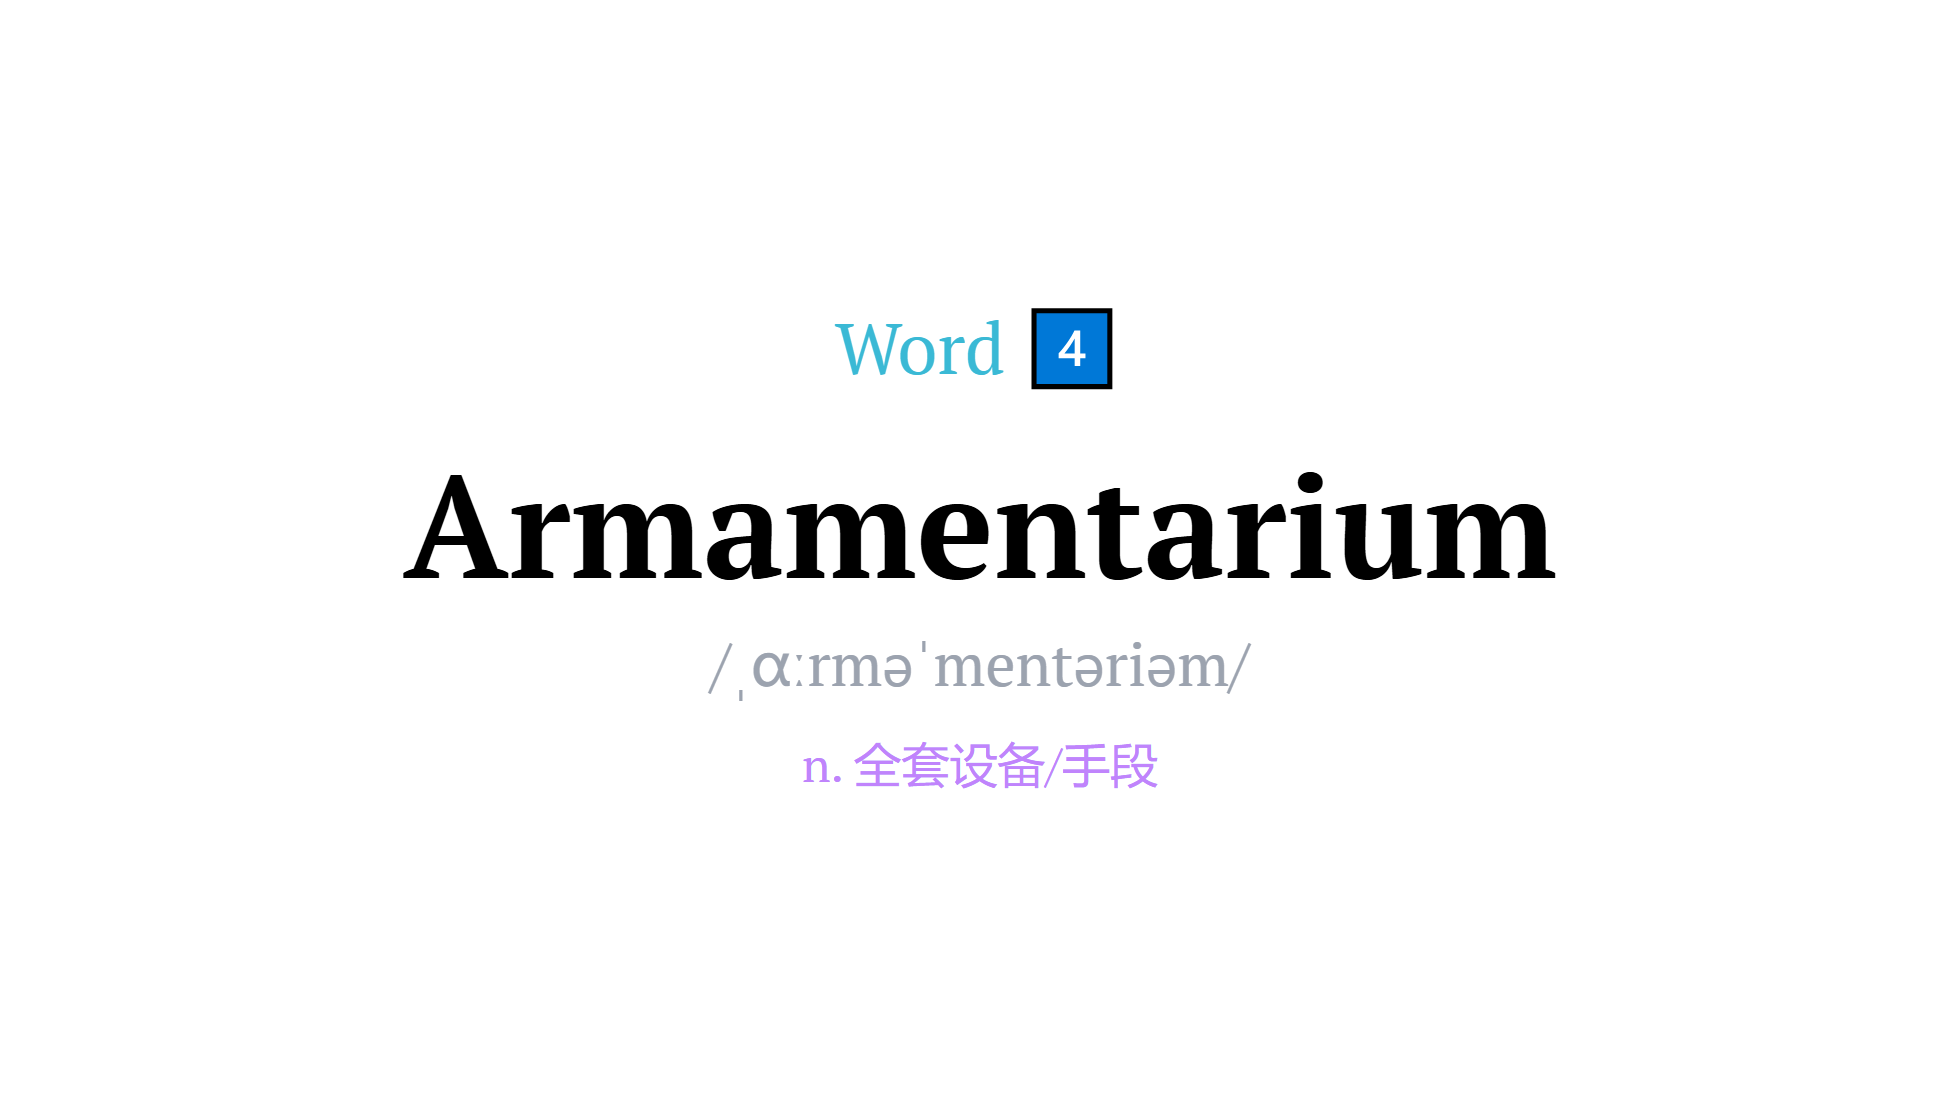 Word 4
Armamentarium
/ˌɑːrməˈmentəriəm/
n. 全套设备/手段